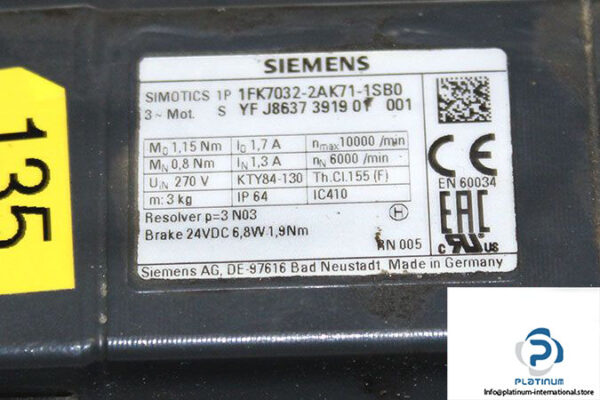 SIEMENS
SIMOTICS 1P 1FK7032-2AK71-1SB0
3~ Mot. S YF J8637 3919 01 001
M0 1,15 Nm I0 1,7 A nmax 10000 /min
MN 0,8 Nm IN 1,3 A nN 6000 /min
UIN 270 V KTY84-130 Th.Cl.155 (F)
m: 3 kg IP 64 IC410
Resolver p=3 N03 H
Brake 24VDC 6,8W 1,9Nm
RN 005
CE
EN 60034
EAC
c RU US
Siemens AG, DE-97616 Bad Neustadt Made in Germany
135
P
PLATINUM
Info@platinum-international.store